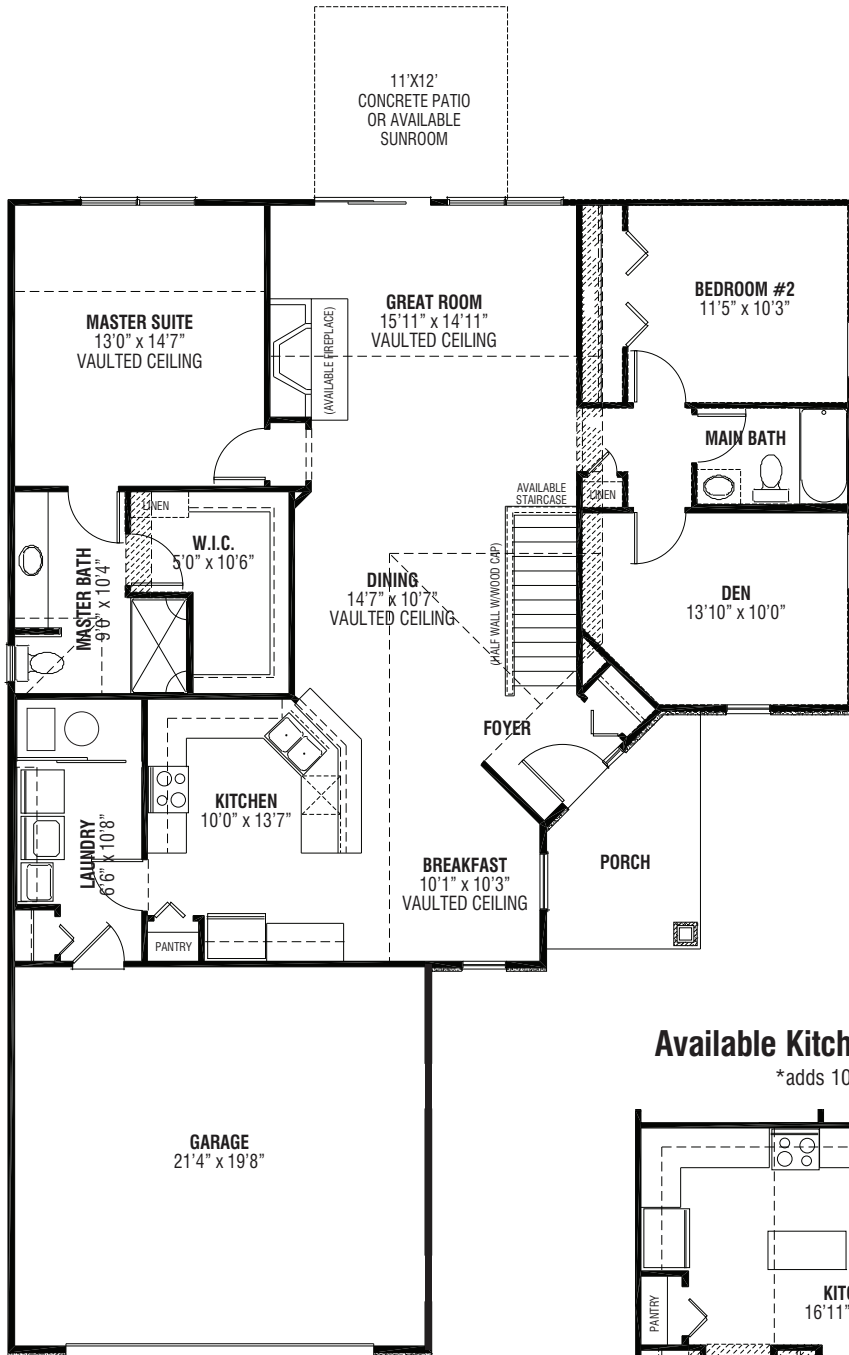 11'X12'
CONCRETE PATIO
OR AVAILABLE
SUNROOM
MASTER SUITE
13'0" x 14'7"
VAULTED CEILING
(AVAILABLE FIREPLACE)
GREAT ROOM
15'11" x 14'11"
VAULTED CEILING
BEDROOM #2
11'5" x 10'3"
MAIN BATH
LINEN
AVAILABLE
STAIRCASE
LINEN
W.I.C.
5'0" x 10'6"
MASTER BATH
9'0" x 10'4"
DINING
14'7" x 10'7"
VAULTED CEILING
(HALF WALL W/WOOD CAP)
DEN
13'10" x 10'0"
FOYER
KITCHEN
10'0" x 13'7"
LAUNDRY
6'6" x 10'8"
BREAKFAST
10'1" x 10'3"
VAULTED CEILING
PORCH
PANTRY
GARAGE
21'4" x 19'8"
Available Kitch
*adds 10
KIT
16'11"
PANTRY